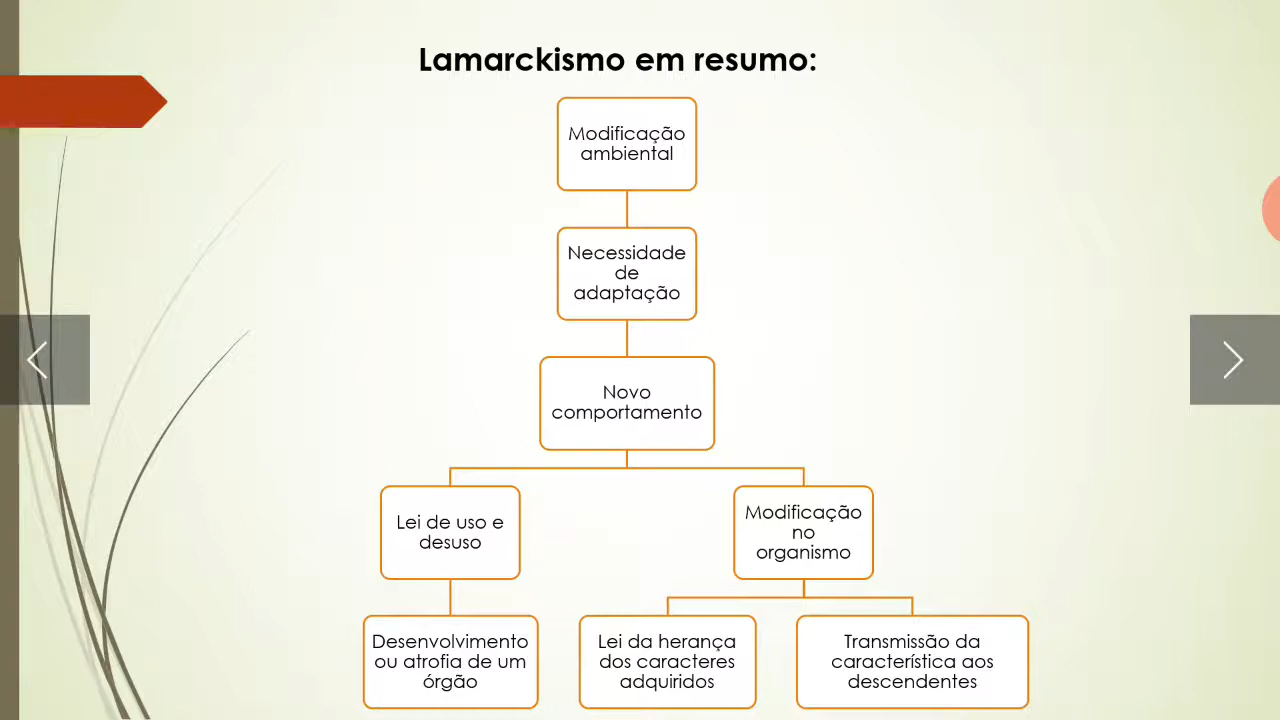 Lamarckismo em resumo:
Modificação
ambiental
Necessidade
de
adaptação
Novo
comportamento
Lei de uso e
desuso
Modificação
no
organismo
Desenvolvimento
ou atrofia de um
órgão
Lei da herança
dos caracteres
adquiridos
Transmissão da
característica aos
descendentes